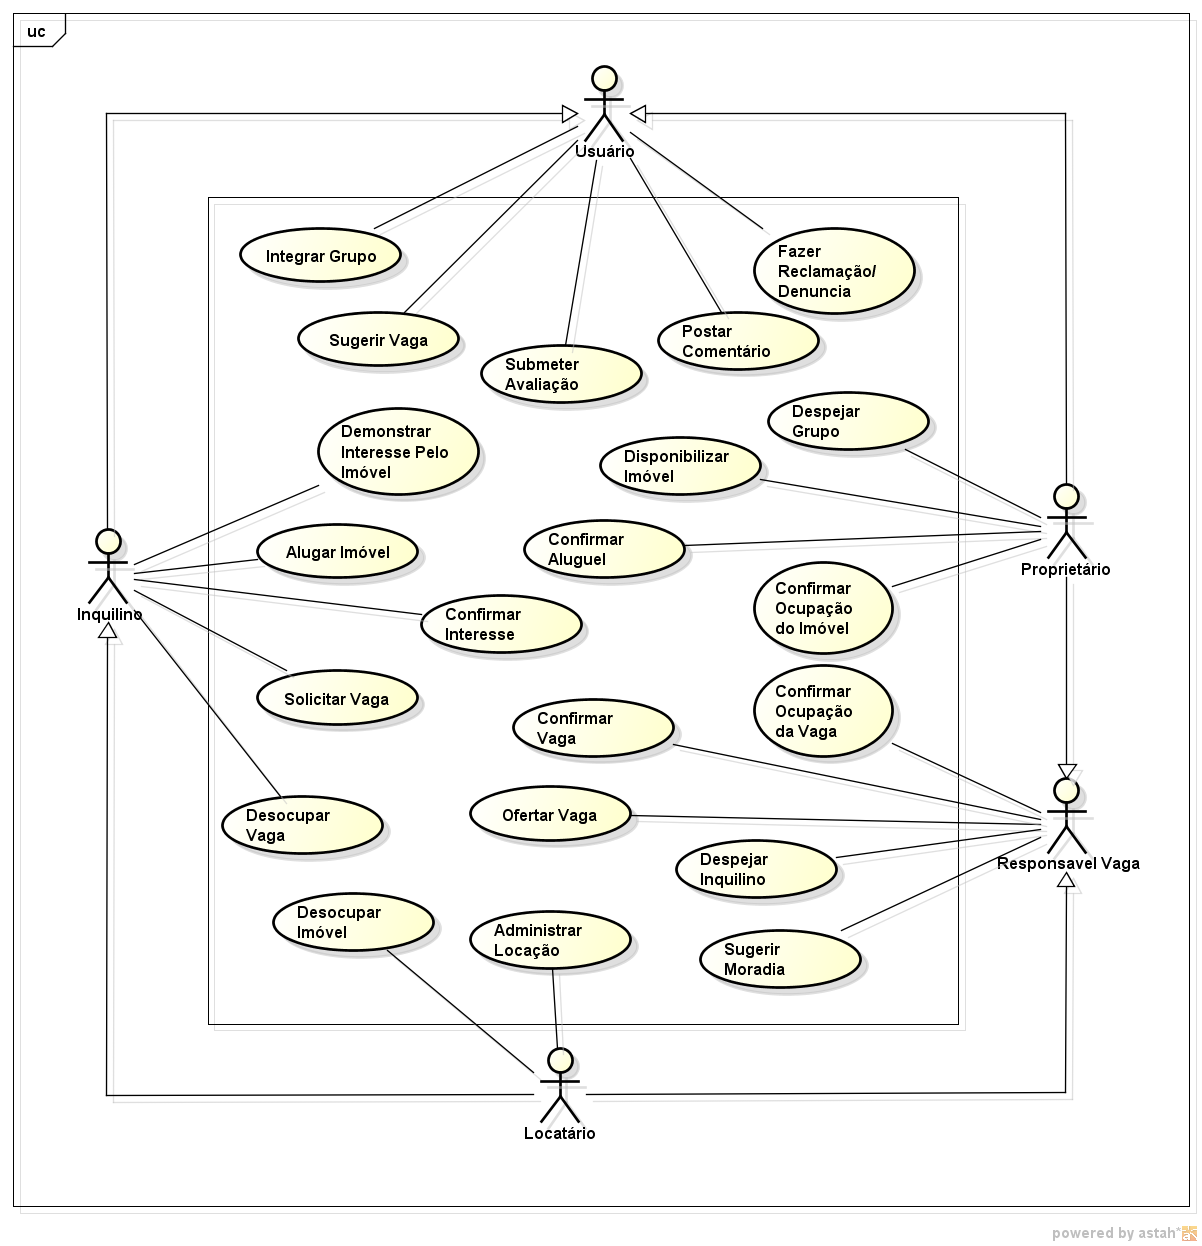 uc
Usuário
Integrar Grupo
Fazer
Reclamação/
Denuncia
Sugerir Vaga
Postar
Comentário
Submeter
Avaliação
Despejar
Grupo
Demonstrar
Interesse Pelo
Imóvel
Disponibilizar
Imóvel
Alugar Imóvel
Confirmar
Aluguel
Proprietário
Inquilino
Confirmar
Ocupação
do Imóvel
Confirmar
Interesse
Solicitar Vaga
Confirmar
Ocupação
da Vaga
Confirmar
Vaga
Desocupar
Vaga
Ofertar Vaga
Responsavel Vaga
Despejar
Inquilino
Desocupar
Imóvel
Administrar
Locação
Sugerir
Moradia
Locatário
powered by astah*